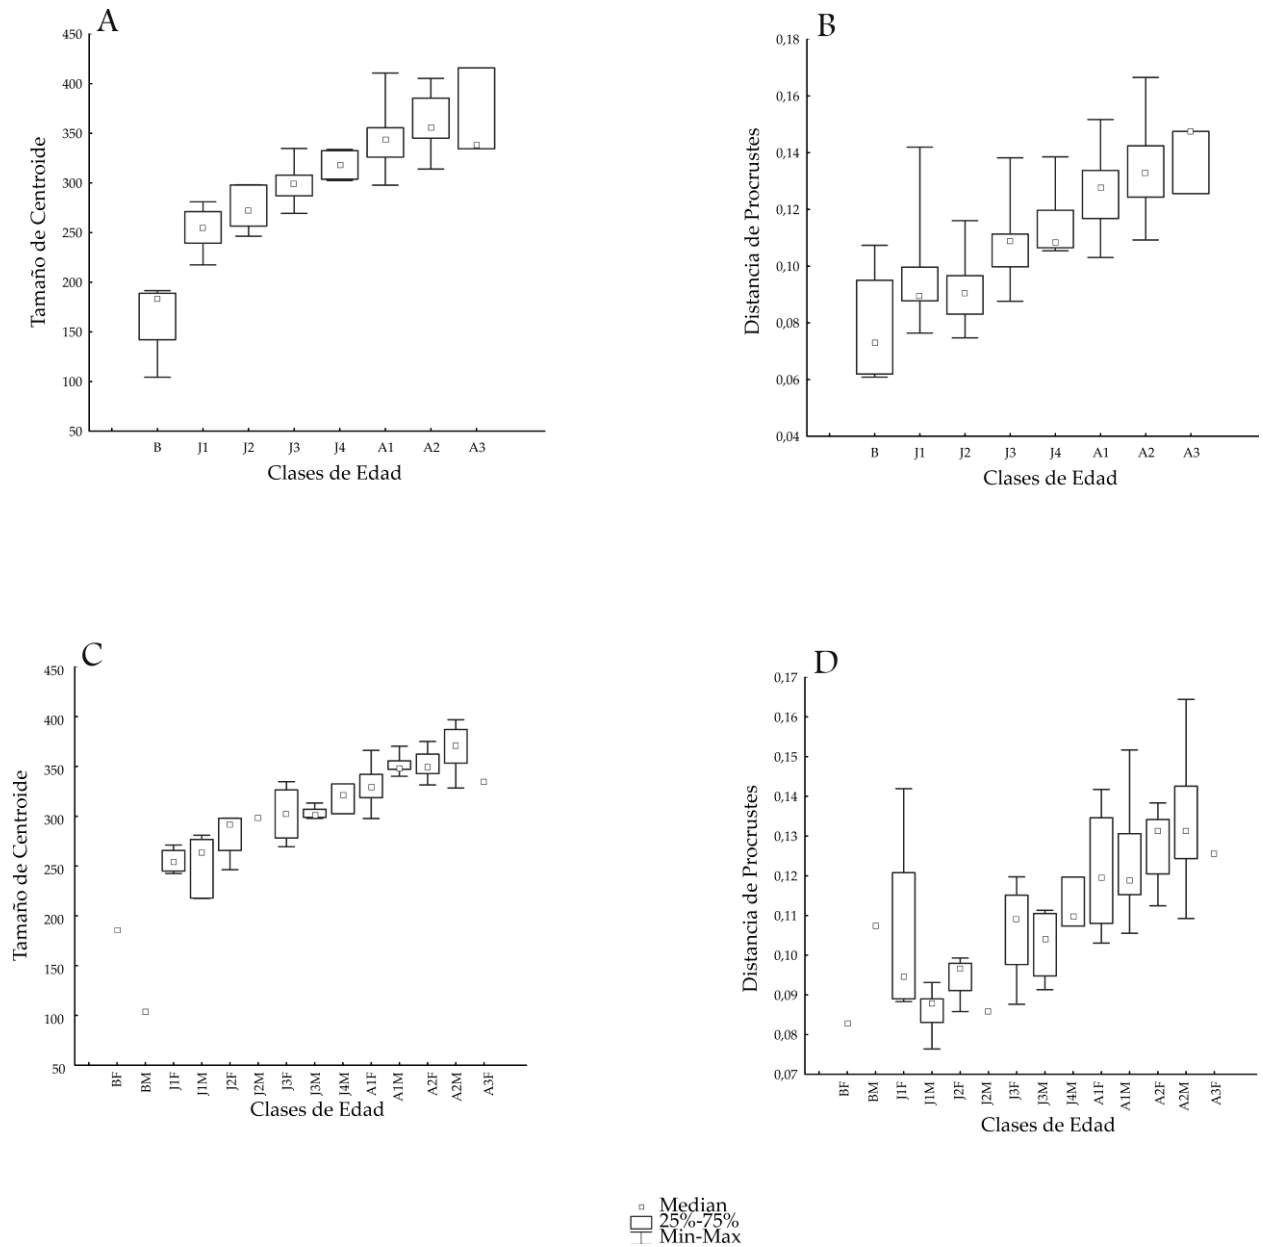 A
450
400
350
300
250
200
150
100
50
Tamaño de Centroide
B J1 J2 J3 J4 A1 A2 A3
Clases de Edad
B
0,18
0,16
0,14
0,12
0,10
0,08
0,06
0,04
Distancia de Procrustes
B J1 J2 J3 J4 A1 A2 A3
Clases de Edad
C
450
400
350
300
250
200
150
100
50
Tamaño de Centroide
BF BM J1F J1M J2F J2M J3F J3M J4M A1F A1M A2F A2M A3F
Clases de Edad
D
0,17
0,16
0,15
0,14
0,13
0,12
0,11
0,10
0,09
0,08
0,07
Distancia de Procrustes
BF BM J1F J1M J2F J2M J3F J3M J4M A1F A1M A2F A2M A3F
Clases de Edad
Median
25%-75%
Min-Max